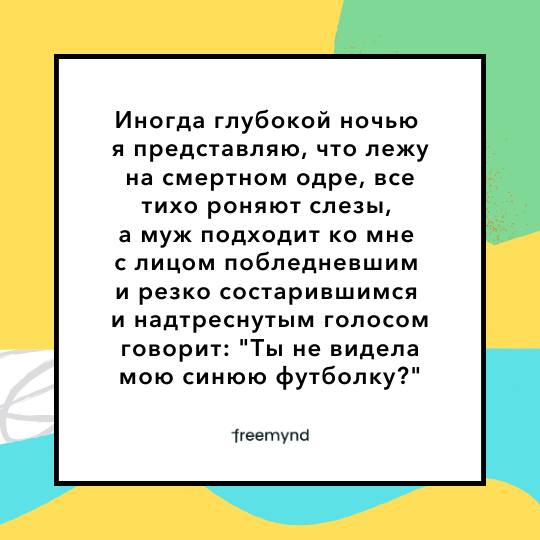 Иногда глубокой ночью
я представляю, что лежу
на смертном одре, все
тихо роняют слезы,
а муж подходит ко мне
с лицом побледневшим
и резко состарившимся
и надтреснутым голосом
говорит: "Ты не видела
мою синюю футболку?"
freemynd